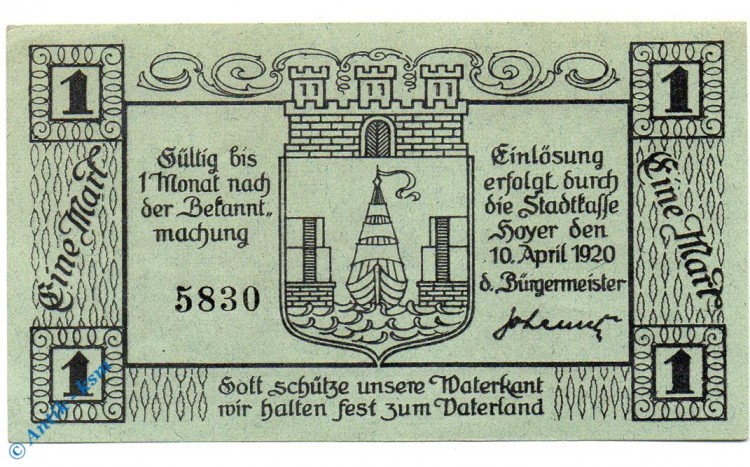 1
1
Eine Mark
Gültig bis
1 Monat nach
der Bekannt„
machung
5830
Einlösung
erfolgt durch
die Stadtkasse
Hoyer den
10. April 1920
d. Bürgermeister
Eine Mark
1
1
Gott schütze unsere Waterkant
wir halten fest zum Vaterland